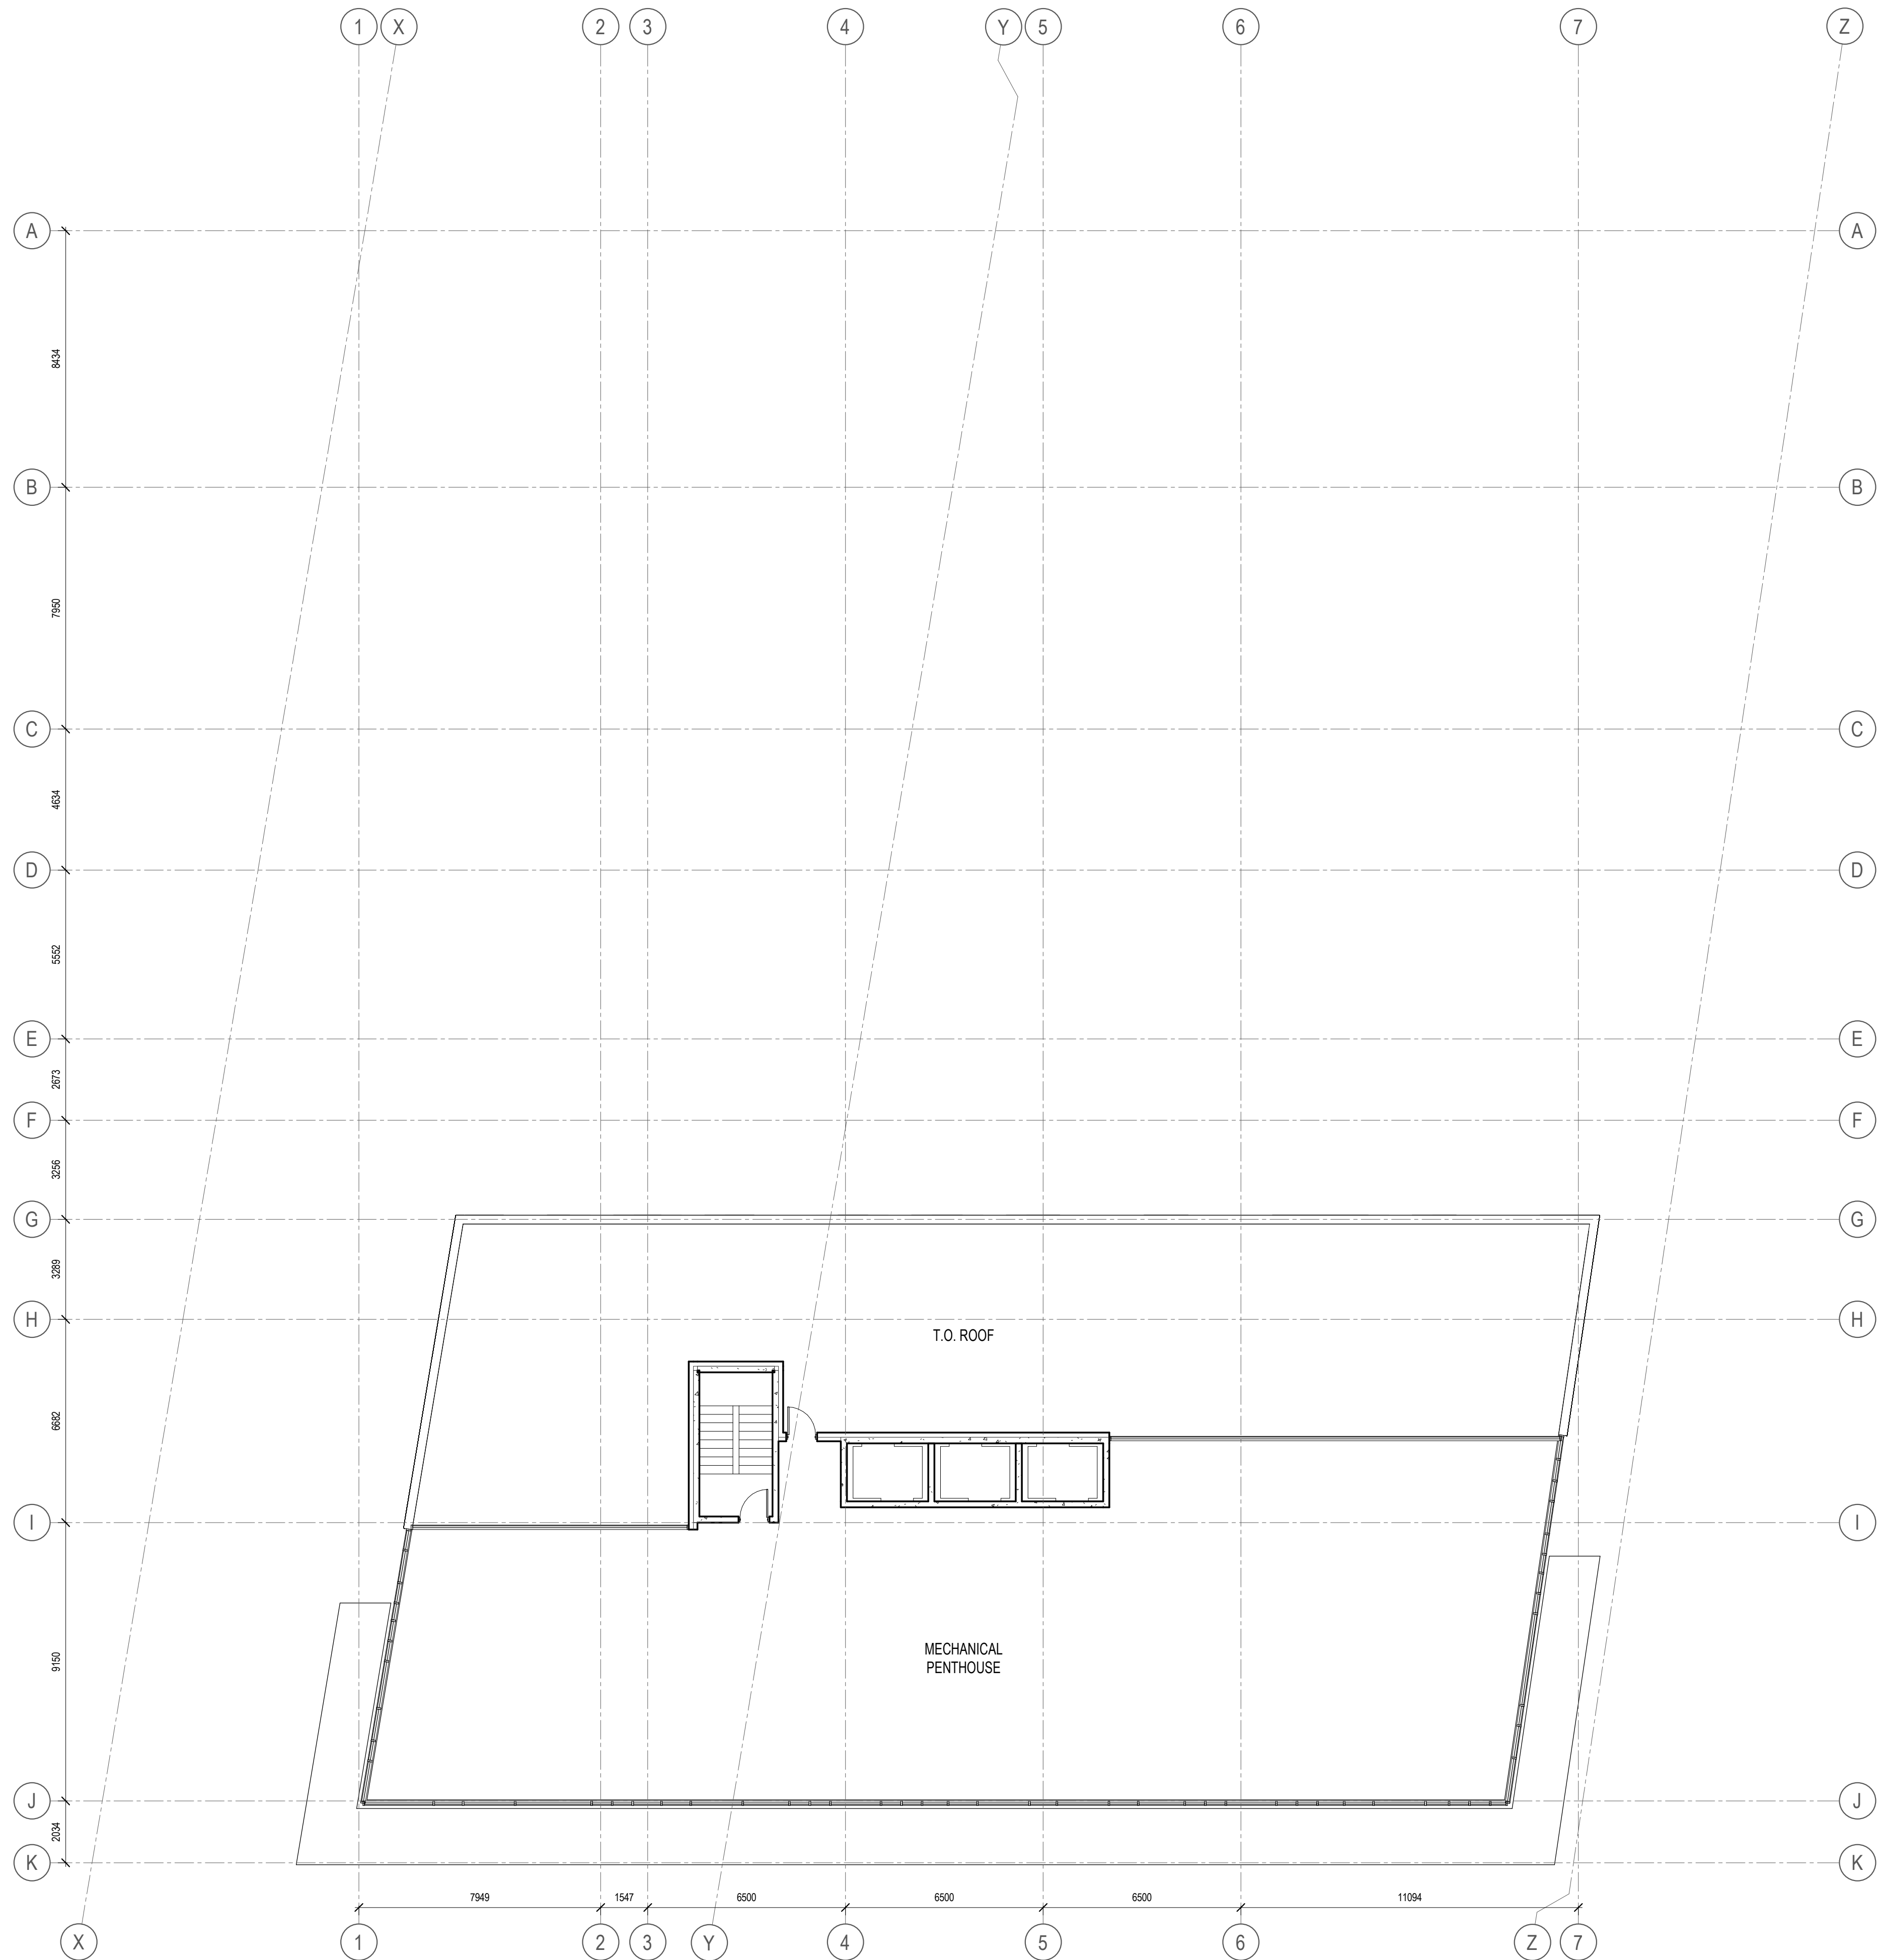 1 X 2 3 4 Y 5 6 7 Z
A A
8434
B B
7950
C C
4634
D D
5552
E E
2673
F F
3256
G G
3289
H H
T.O. ROOF
6682
I I
MECHANICAL
PENTHOUSE
9150
J J
2034
K K
7949 1547 6500 6500 6500 11094
X 1 2 3 Y 4 5 6 Z 7